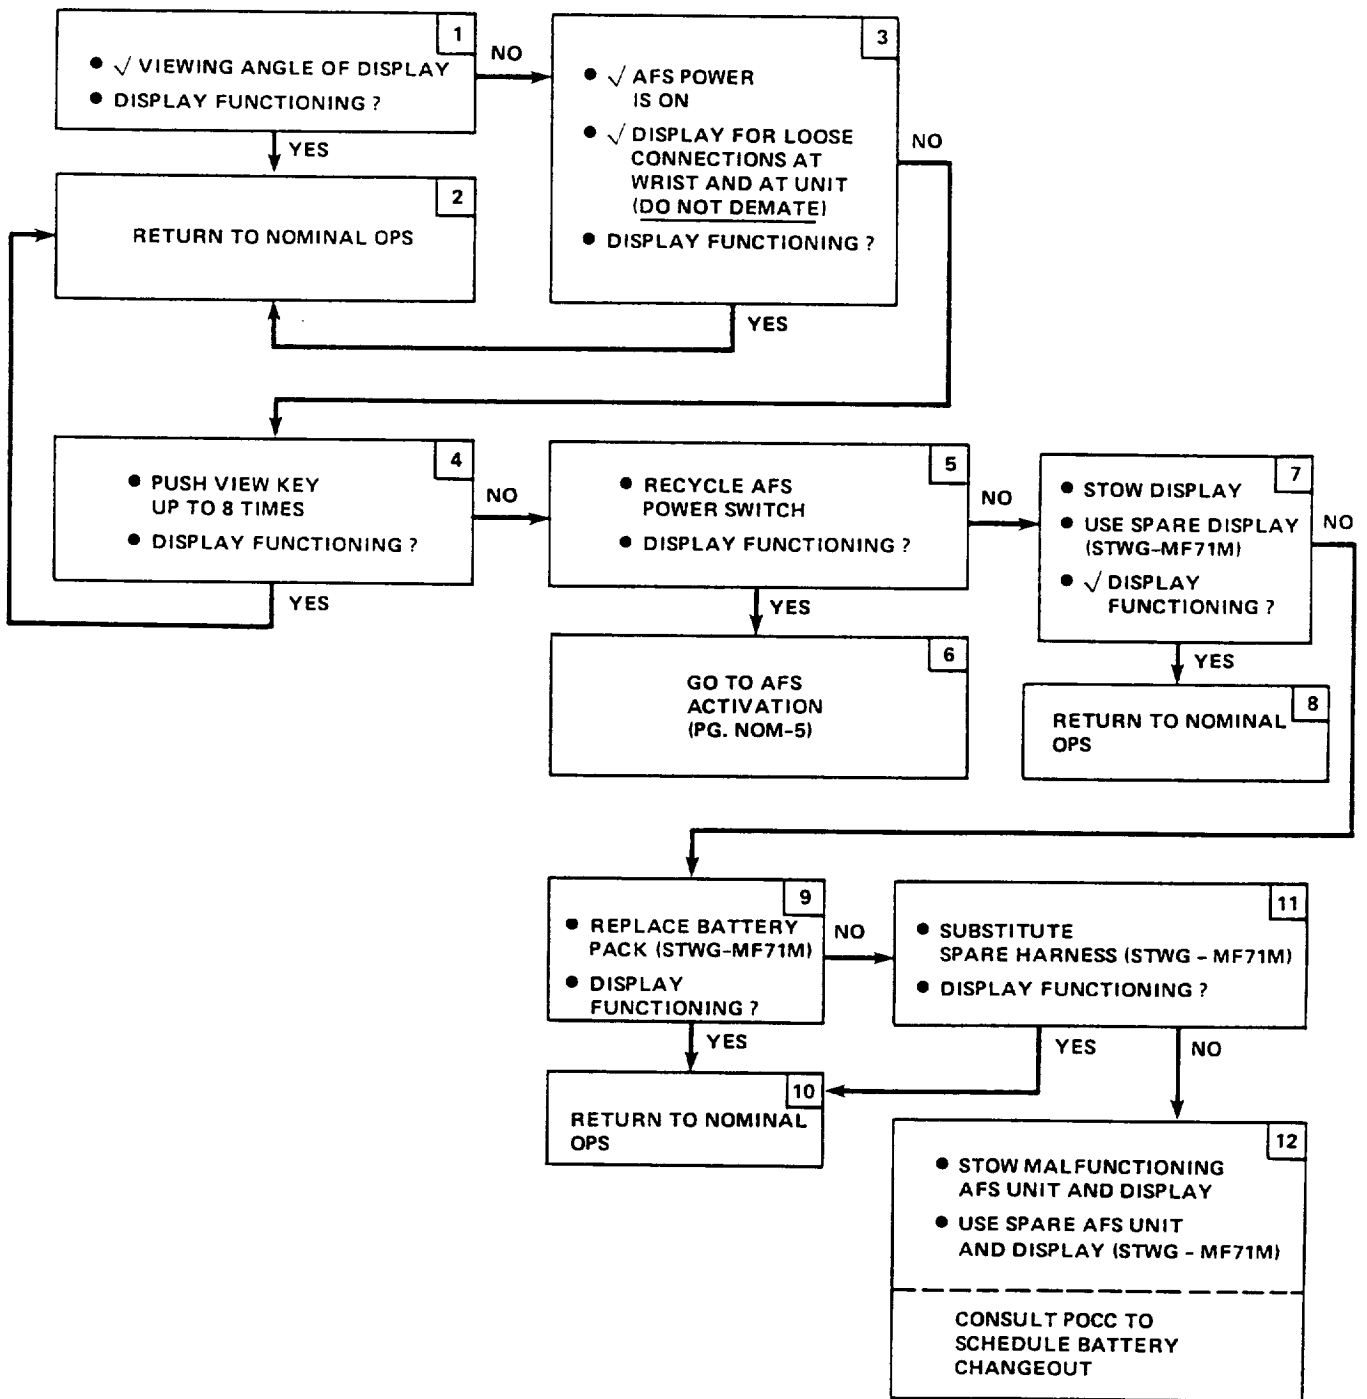 1
● √ VIEWING ANGLE OF DISPLAY
● DISPLAY FUNCTIONING ?
NO
YES
2
RETURN TO NOMINAL OPS
3
● √ AFS POWER
IS ON
● √ DISPLAY FOR LOOSE
CONNECTIONS AT
WRIST AND AT UNIT
(DO NOT DEMATE)
● DISPLAY FUNCTIONING ?
NO
YES
4
● PUSH VIEW KEY
UP TO 8 TIMES
● DISPLAY FUNCTIONING ?
NO
YES
5
● RECYCLE AFS
POWER SWITCH
● DISPLAY FUNCTIONING ?
NO
YES
6
GO TO AFS
ACTIVATION
(PG. NOM-5)
7
● STOW DISPLAY
● USE SPARE DISPLAY
(STWG-MF71M)
● √ DISPLAY
FUNCTIONING ?
NO
YES
8
RETURN TO NOMINAL
OPS
9
● REPLACE BATTERY
PACK (STWG-MF71M)
● DISPLAY
FUNCTIONING ?
NO
YES
10
RETURN TO NOMINAL
OPS
11
● SUBSTITUTE
SPARE HARNESS (STWG - MF71M)
● DISPLAY FUNCTIONING ?
YES
NO
12
● STOW MALFUNCTIONING
AFS UNIT AND DISPLAY
● USE SPARE AFS UNIT
AND DISPLAY (STWG - MF71M)
CONSULT POCC TO
SCHEDULE BATTERY
CHANGEOUT